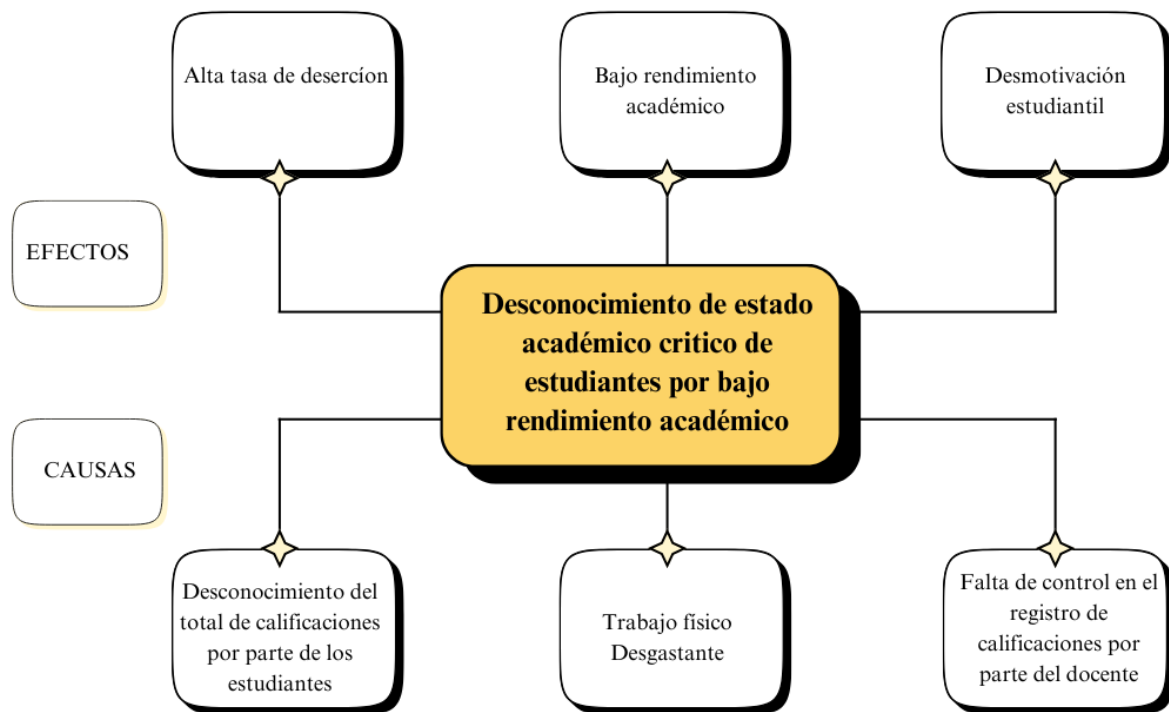 Alta tasa de desercíon
Bajo rendimiento
académico
Desmotivación
estudiantil
EFECTOS
Desconocimiento de estado
académico critico de
estudiantes por bajo
rendimiento académico
CAUSAS
Desconocimiento del
total de calificaciones
por parte de los
estudiantes
Trabajo físico
Desgastante
Falta de control en el
registro de
calificaciones por
parte del docente